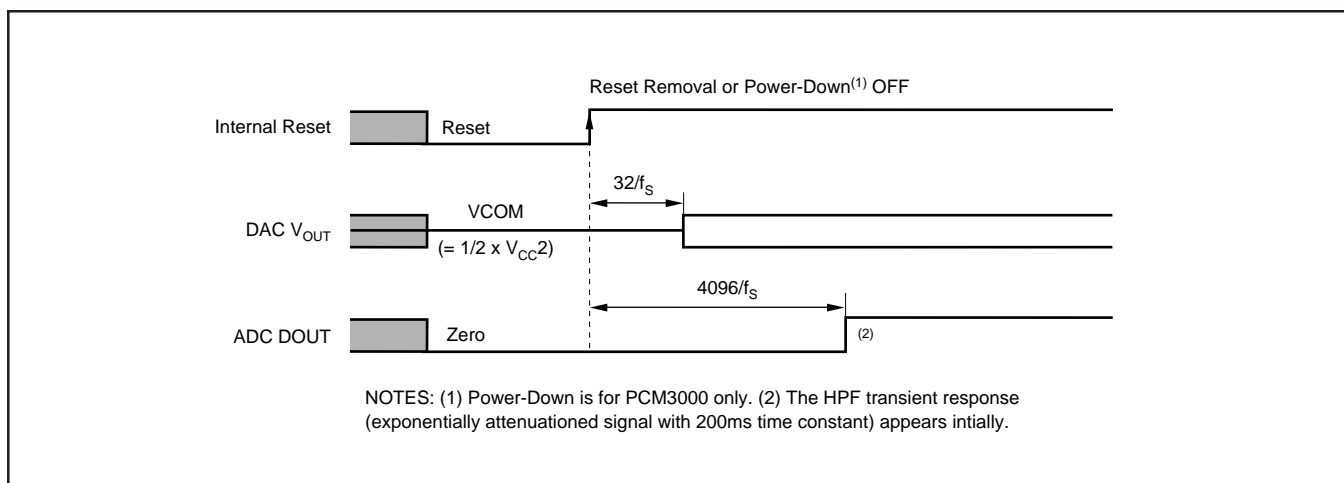 Reset Removal or Power-Down(1) OFF
Internal Reset
Reset
32/fS
DAC VOUT
VCOM
(= 1/2 x VCC2)
4096/fS
ADC DOUT
Zero
(2)
NOTES: (1) Power-Down is for PCM3000 only. (2) The HPF transient response
(exponentially attenuationed signal with 200ms time constant) appears intially.